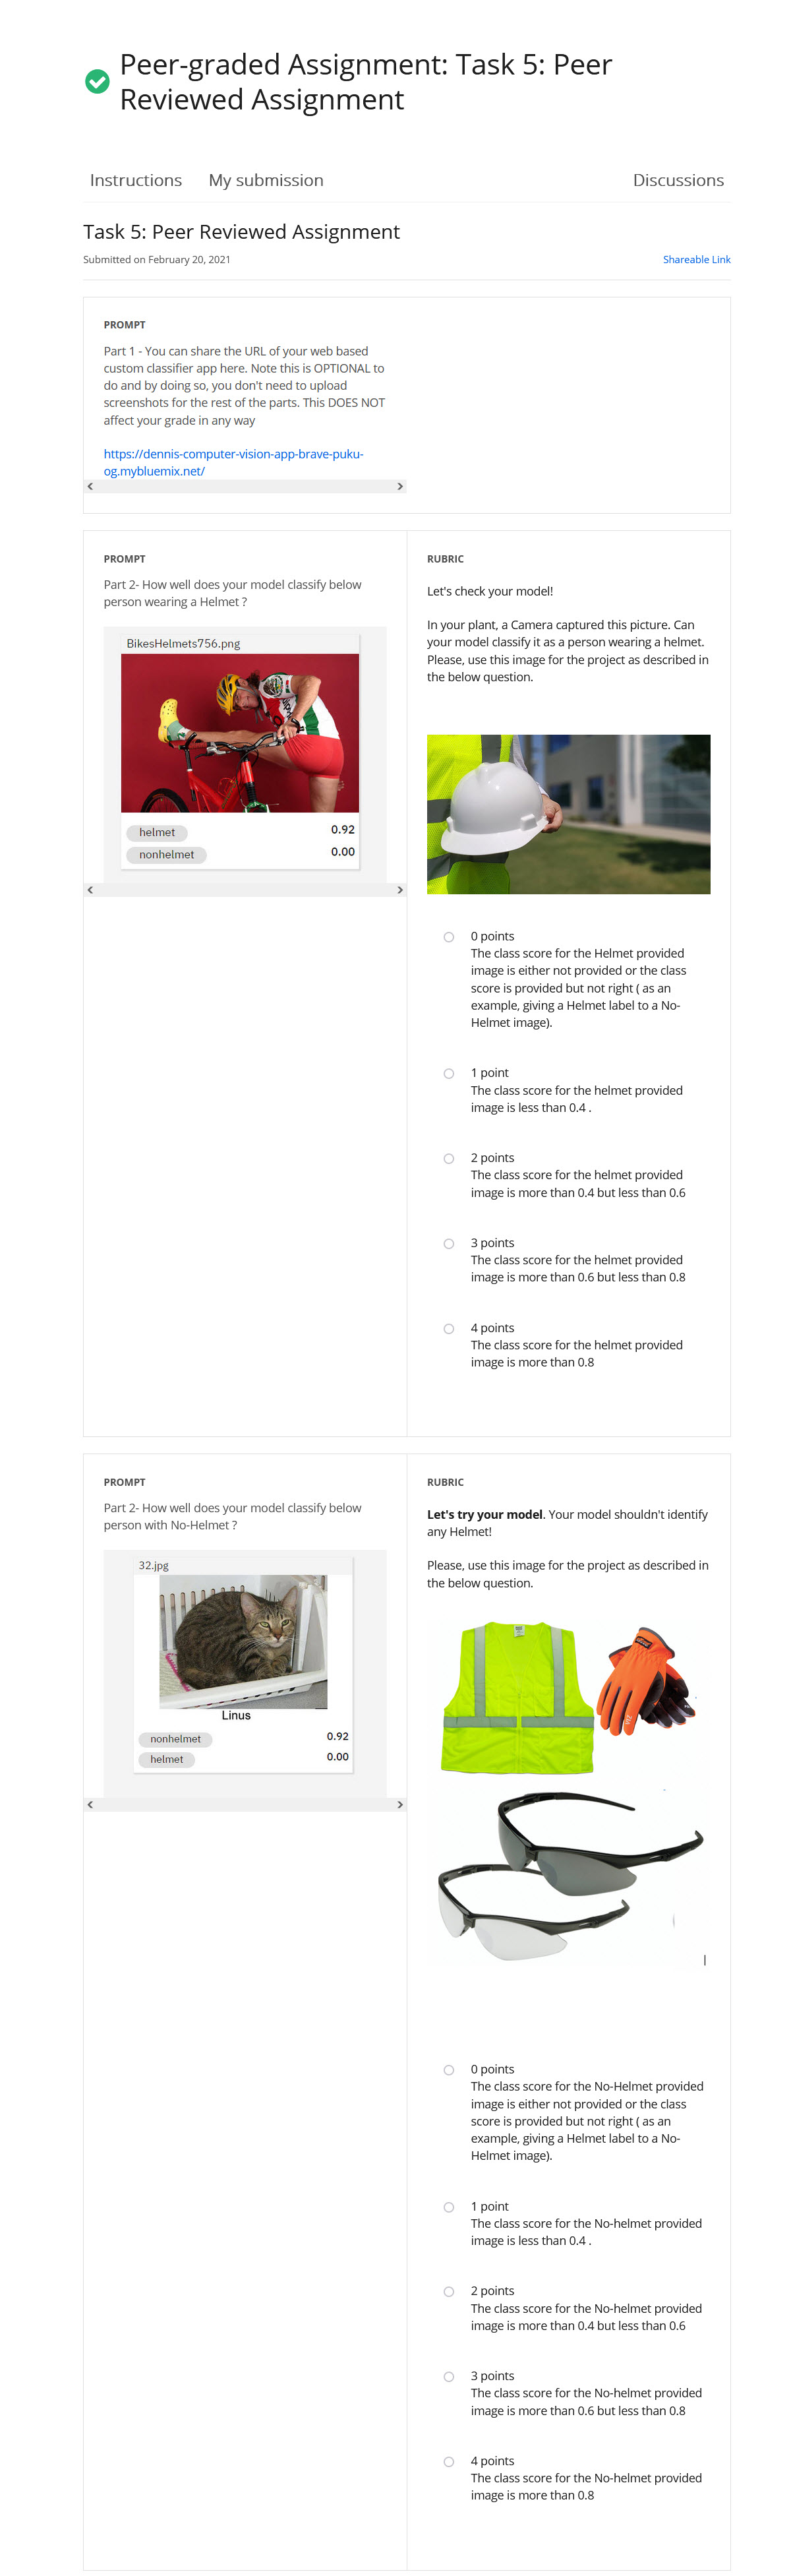 Peer-graded Assignment: Task 5: Peer
Reviewed Assignment
Instructions
My submission
Discussions
Task 5: Peer Reviewed Assignment
Submitted on February 20, 2021
Shareable Link
PROMPT
Part 1 - You can share the URL of your web based
custom classifier app here. Note this is OPTIONAL to
do and by doing so, you don't need to upload
screenshots for the rest of the parts. This DOES NOT
affect your grade in any way
https://dennis-computer-vision-app-brave-puku-
og.mybluemix.net/
PROMPT
Part 2- How well does your model classify below
person wearing a Helmet ?
BikesHelmets756.png
helmet 0.92
nonhelmet 0.00
RUBRIC
Let's check your model!
In your plant, a Camera captured this picture. Can
your model classify it as a person wearing a helmet.
Please, use this image for the project as described in
the below question.
0 points
The class score for the Helmet provided
image is either not provided or the class
score is provided but not right ( as an
example, giving a Helmet label to a No-
Helmet image).
1 point
The class score for the helmet provided
image is less than 0.4 .
2 points
The class score for the helmet provided
image is more than 0.4 but less than 0.6
3 points
The class score for the helmet provided
image is more than 0.6 but less than 0.8
4 points
The class score for the helmet provided
image is more than 0.8
PROMPT
Part 2- How well does your model classify below
person with No-Helmet ?
32.jpg
Linus
nonhelmet 0.92
helmet 0.00
RUBRIC
Let's try your model. Your model shouldn't identify
any Helmet!
Please, use this image for the project as described in
the below question.
0 points
The class score for the No-Helmet provided
image is either not provided or the class
score is provided but not right ( as an
example, giving a Helmet label to a No-
Helmet image).
1 point
The class score for the No-helmet provided
image is less than 0.4 .
2 points
The class score for the No-helmet provided
image is more than 0.4 but less than 0.6
3 points
The class score for the No-helmet provided
image is more than 0.6 but less than 0.8
4 points
The class score for the No-helmet provided
image is more than 0.8